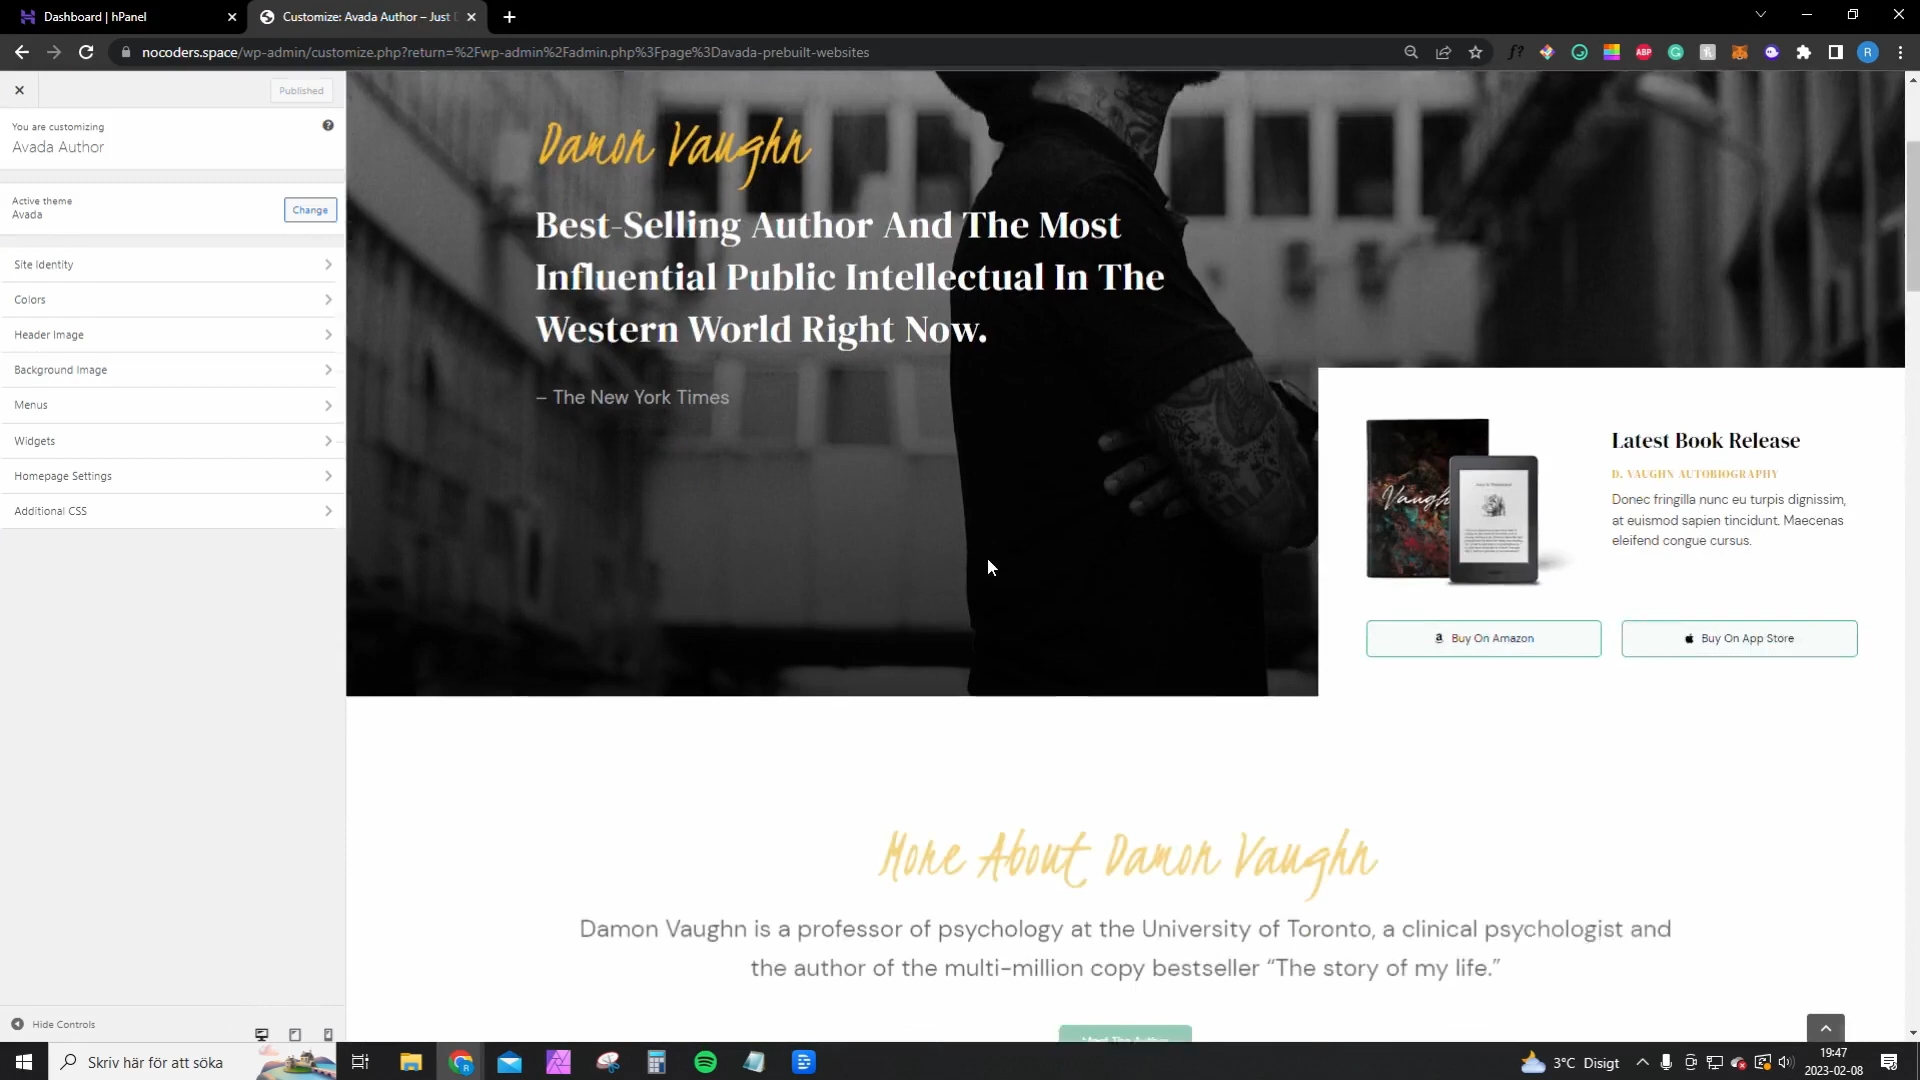 Dashboard | hPanel
Customize: Avada Author – Just D
nocoders.space/wp-admin/customize.php?return=%2Fwp-admin%2Fadmin.php%3Fpage%3Davada-prebuilt-websites
f?
ABP
R
Published
You are customizing
Avada Author
Active theme
Avada
Change
Site Identity
Colors
Header Image
Background Image
Menus
Widgets
Homepage Settings
Additional CSS
Hide Controls
Damon Vaughn
Best-Selling Author And The Most
Influential Public Intellectual In The
Western World Right Now.
– The New York Times
Vaughn
Latest Book Release
D. VAUGHN AUTOBIOGRAPHY
Donec fringilla nunc eu turpis dignissim,
at euismod sapien tincidunt. Maecenas
eleifend congue cursus.
Buy On Amazon
Buy On App Store
More About Damon Vaughn
Damon Vaughn is a professor of psychology at the University of Toronto, a clinical psychologist and
the author of the multi-million copy bestseller “The story of my life.”
Meet The Author
Skriv här för att söka
3°C Disigt
19:47
2023-02-08